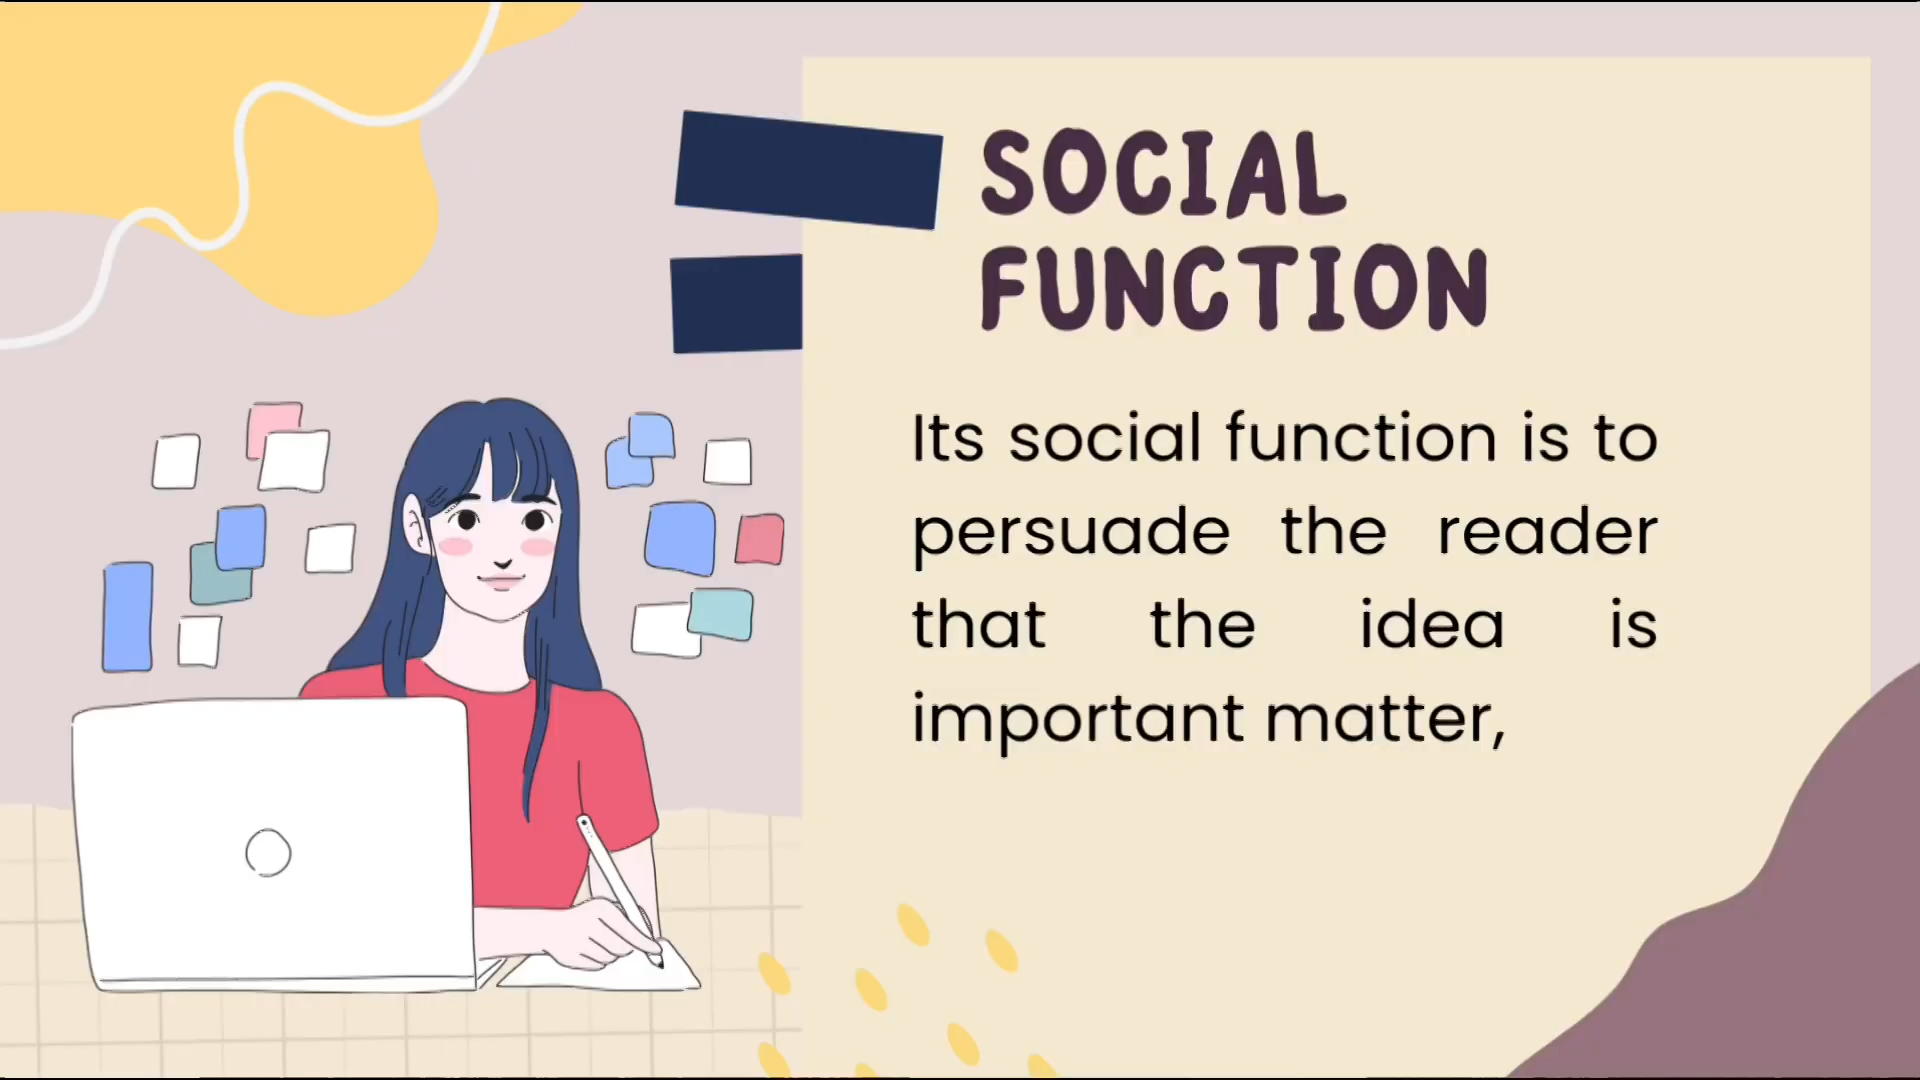 SOCIAL
FUNCTION
Its social function is to
persuade the reader
that the idea is
important matter,